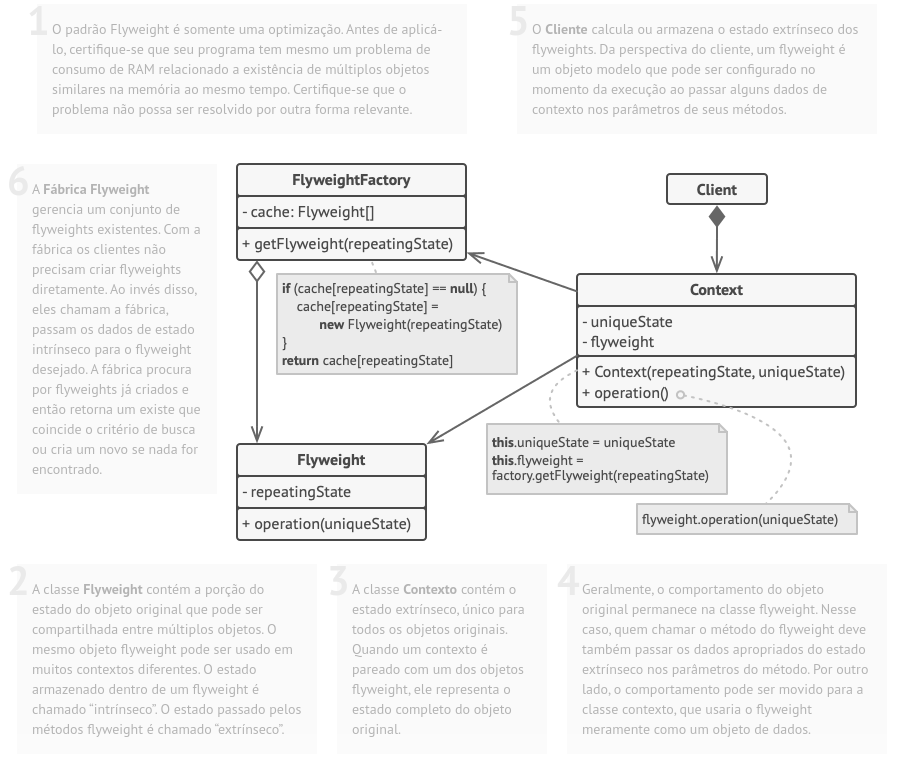 1
O padrão Flyweight é somente uma optimização. Antes de aplicá-
lo, certifique-se que seu programa tem mesmo um problema de
consumo de RAM relacionado a existência de múltiplos objetos
similares na memória ao mesmo tempo. Certifique-se que o
problema não possa ser resolvido por outra forma relevante.
5
O Cliente calcula ou armazena o estado extrínseco dos
flyweights. Da perspectiva do cliente, um flyweight é
um objeto modelo que pode ser configurado no
momento da execução ao passar alguns dados de
contexto nos parâmetros de seus métodos.
6
A Fábrica Flyweight
gerencia um conjunto de
flyweights existentes. Com a
fábrica os clientes não
precisam criar flyweights
diretamente. Ao invés disso,
eles chamam a fábrica,
passam os dados de estado
intrínseco para o flyweight
desejado. A fábrica procura
por flyweights já criados e
então retorna um existe que
coincide o critério de busca
ou cria um novo se nada for
encontrado.
FlyweightFactory
- cache: Flyweight[]
+ getFlyweight(repeatingState)
if (cache[repeatingState] == null) {
cache[repeatingState] =
new Flyweight(repeatingState)
}
return cache[repeatingState]
Client
Context
- uniqueState
- flyweight
+ Context(repeatingState, uniqueState)
+ operation()
this.uniqueState = uniqueState
this.flyweight =
factory.getFlyweight(repeatingState)
flyweight.operation(uniqueState)
Flyweight
- repeatingState
+ operation(uniqueState)
2
A classe Flyweight contém a porção do
estado do objeto original que pode ser
compartilhada entre múltiplos objetos. O
mesmo objeto flyweight pode ser usado em
muitos contextos diferentes. O estado
armazenado dentro de um flyweight é
chamado “intrínseco”. O estado passado pelos
métodos flyweight é chamado “extrínseco”.
3
A classe Contexto contém o
estado extrínseco, único para
todos os objetos originais.
Quando um contexto é
pareado com um dos objetos
flyweight, ele representa o
estado completo do objeto
original.
4
Geralmente, o comportamento do objeto
original permanece na classe flyweight. Nesse
caso, quem chamar o método do flyweight deve
também passar os dados apropriados do estado
extrínseco nos parâmetros do método. Por outro
lado, o comportamento pode ser movido para a
classe contexto, que usaria o flyweight
meramente como um objeto de dados.